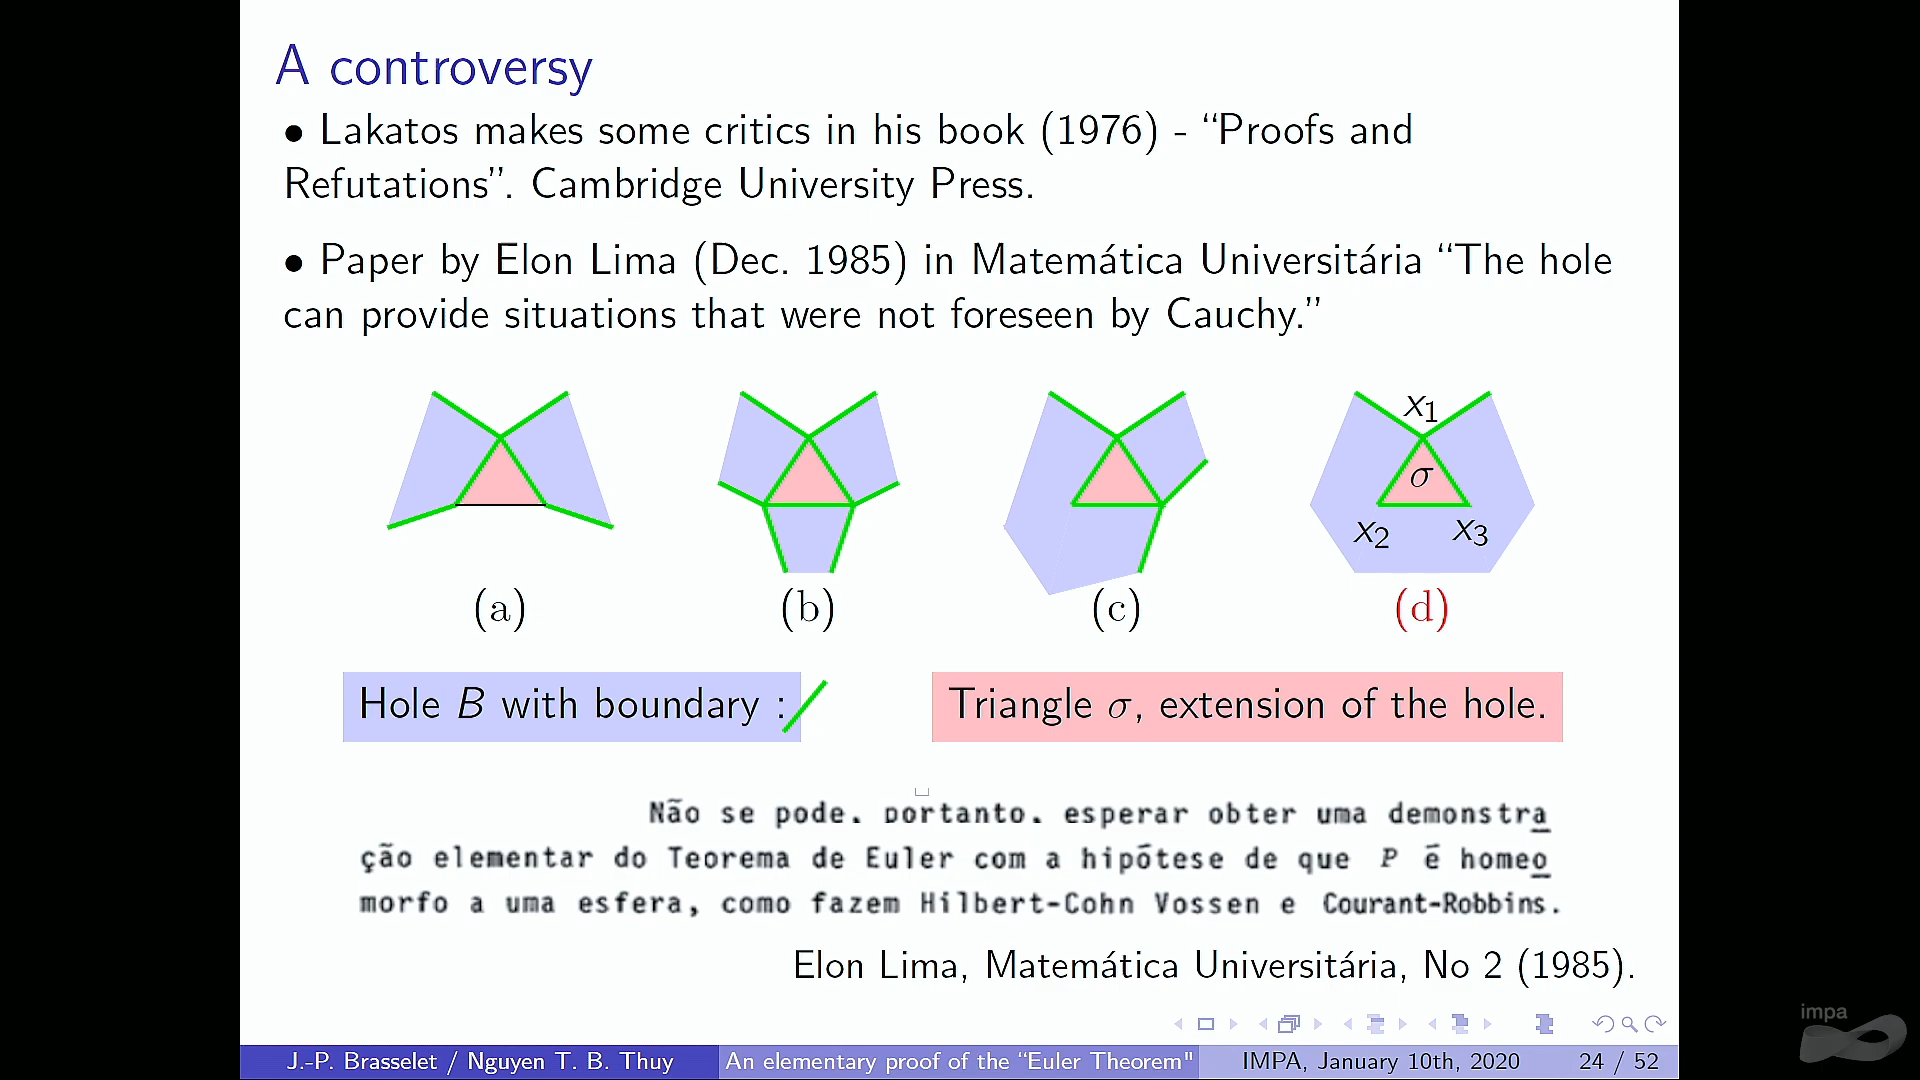 A controversy
• Lakatos makes some critics in his book (1976) - “Proofs and
Refutations”. Cambridge University Press.
• Paper by Elon Lima (Dec. 1985) in Matemática Universitária “The hole
can provide situations that were not foreseen by Cauchy.”
x1
σ
x2 x3
(a) (b) (c) (d)
Hole B with boundary :
Triangle σ, extension of the hole.
Não se pode, portanto, esperar obter uma demonstra
ção elementar do Teorema de Euler com a hipótese de que P é homeo
morfo a uma esfera, como fazem Hilbert-Cohn Vossen e Courant-Robbins.
Elon Lima, Matemática Universitária, No 2 (1985).
J.-P. Brasselet / Nguyen T. B. Thuy An elementary proof of the “Euler Theorem" IMPA, January 10th, 2020 24 / 52
impa